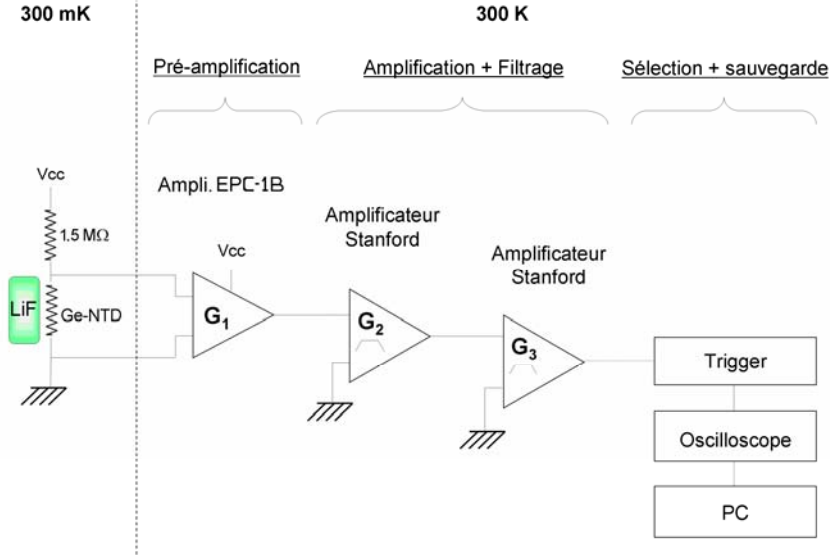 300 mK
300 K
Pré-amplification
Amplification + Filtrage
Sélection + sauvegarde
Vcc
Ampli. EPC-1B
Amplificateur
Stanford
1.5 MΩ
Vcc
Amplificateur
Stanford
LiF
Ge-NTD
G1
G2
G3
Trigger
Oscilloscope
PC